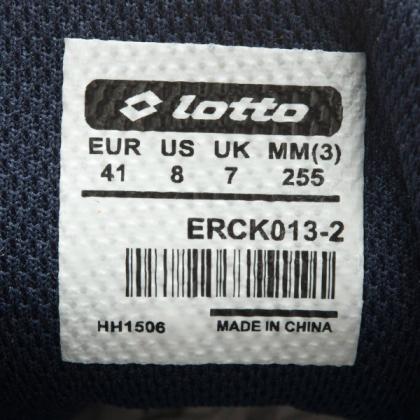 lotto
EUR US UK MM(3)
41 8 7 255
ERCK013-2
HH1506 MADE IN CHINA